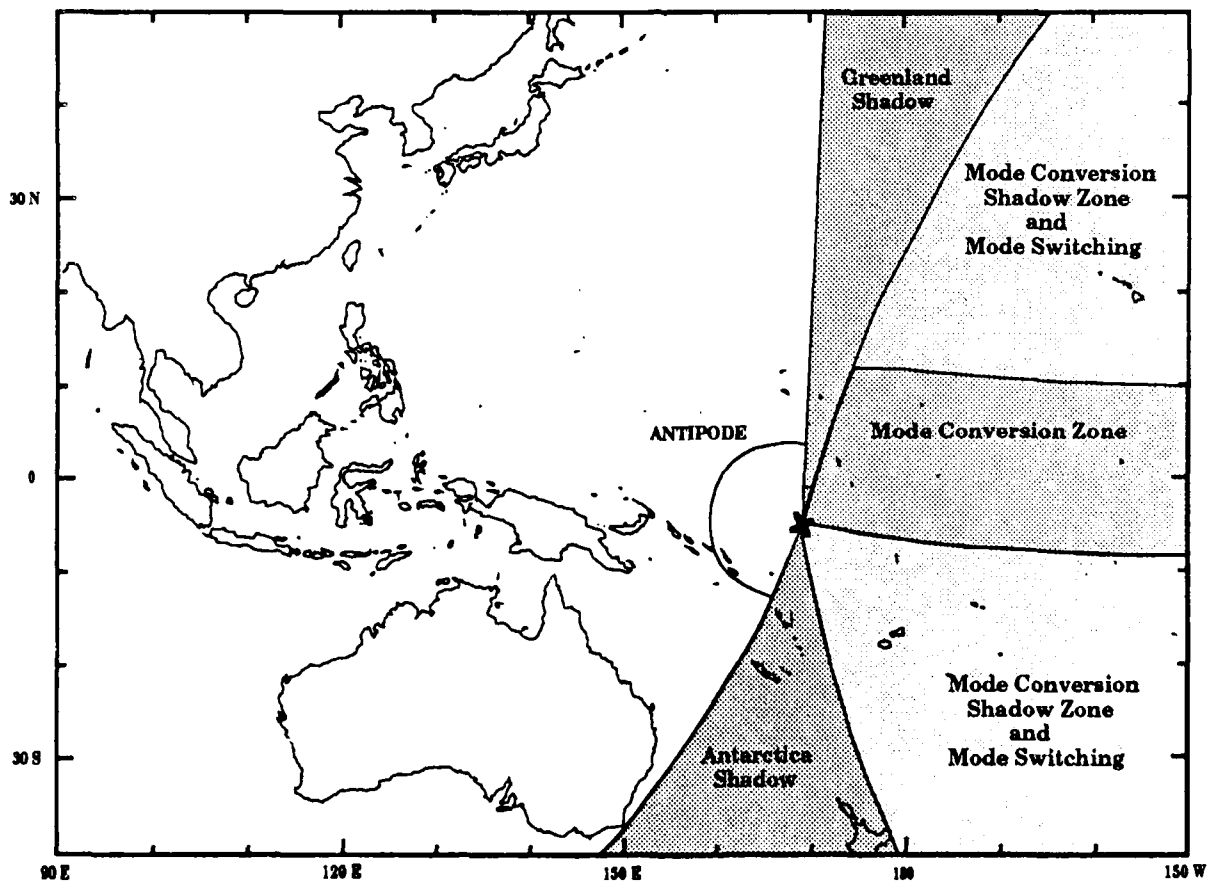 Greenland
Shadow
Mode Conversion
Shadow Zone
and
Mode Switching
30 N
ANTIPODE
Mode Conversion Zone
0
Mode Conversion
Shadow Zone
and
Mode Switching
30 S
Antarctica
Shadow
90 E
120 E
150 E
180
150 W